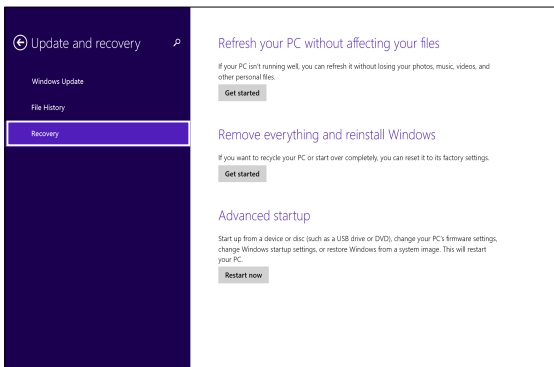 Update and recovery
Windows Update
File History
Recovery
Refresh your PC without affecting your files
If your PC isn't running well, you can refresh it without losing your photos, music, videos, and
other personal files.
Get started
Remove everything and reinstall Windows
If you want to recycle your PC or start over completely, you can reset it to its factory settings.
Get started
Advanced startup
Start up from a device or disc (such as a USB drive or DVD), change your PC's firmware settings,
change Windows startup settings, or restore Windows from a system image. This will restart
your PC.
Restart now